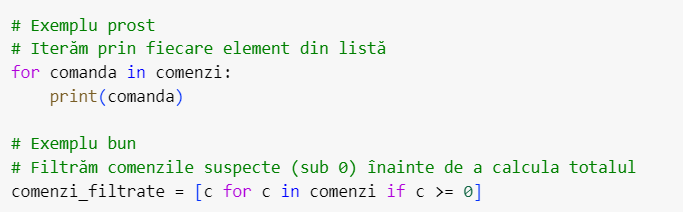 # Exemplu prost
# Iterăm prin fiecare element din listă
for comanda in comenzi:
    print(comanda)

# Exemplu bun
# Filtrăm comenzile suspecte (sub 0) înainte de a calcula totalul
comenzi_filtrate = [c for c in comenzi if c >= 0]